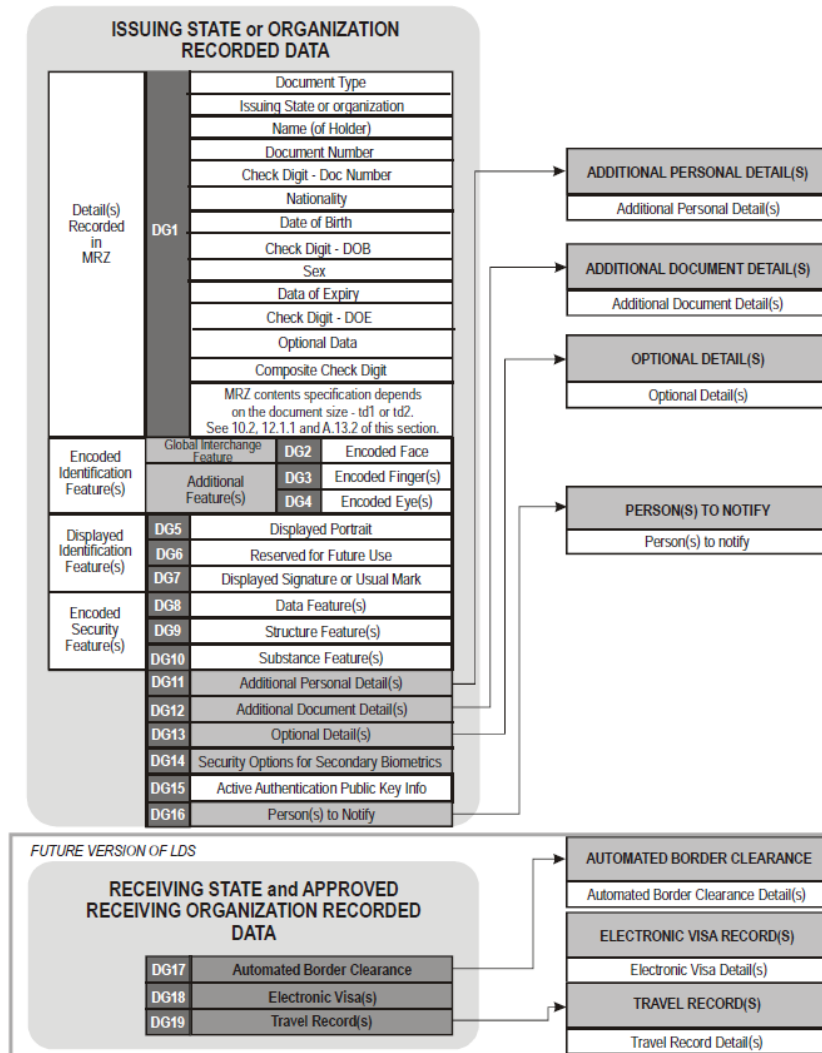 ISSUING STATE or ORGANIZATION
RECORDED DATA
Detail(s)
Recorded
in
MRZ
DG1
Document Type
Issuing State or organization
Name (of Holder)
Document Number
Check Digit - Doc Number
Nationality
Date of Birth
Check Digit - DOB
Sex
Data of Expiry
Check Digit - DOE
Optional Data
Composite Check Digit
MRZ contents specification depends
on the document size - td1 or td2.
See 10.2, 12.1.1 and A.13.2 of this section.
Encoded
Identification
Feature(s)
Global Interchange
Feature
DG2 Encoded Face
Additional
Feature(s)
DG3 Encoded Finger(s)
DG4 Encoded Eye(s)
Displayed
Identification
Feature(s)
DG5 Displayed Portrait
DG6 Reserved for Future Use
DG7 Displayed Signature or Usual Mark
Encoded
Security
Feature(s)
DG8 Data Feature(s)
DG9 Structure Feature(s)
DG10 Substance Feature(s)
DG11 Additional Personal Detail(s)
DG12 Additional Document Detail(s)
DG13 Optional Detail(s)
DG14 Security Options for Secondary Biometrics
DG15 Active Authentication Public Key Info
DG16 Person(s) to Notify
ADDITIONAL PERSONAL DETAIL(S)
Additional Personal Detail(s)
ADDITIONAL DOCUMENT DETAIL(S)
Additional Document Detail(s)
OPTIONAL DETAIL(S)
Optional Detail(s)
PERSON(S) TO NOTIFY
Person(s) to notify
FUTURE VERSION OF LDS
RECEIVING STATE and APPROVED
RECEIVING ORGANIZATION RECORDED
DATA
DG17 Automated Border Clearance
DG18 Electronic Visa(s)
DG19 Travel Record(s)
AUTOMATED BORDER CLEARANCE
Automated Border Clearance Detail(s)
ELECTRONIC VISA RECORD(S)
Electronic Visa Detail(s)
TRAVEL RECORD(S)
Travel Record Detail(s)